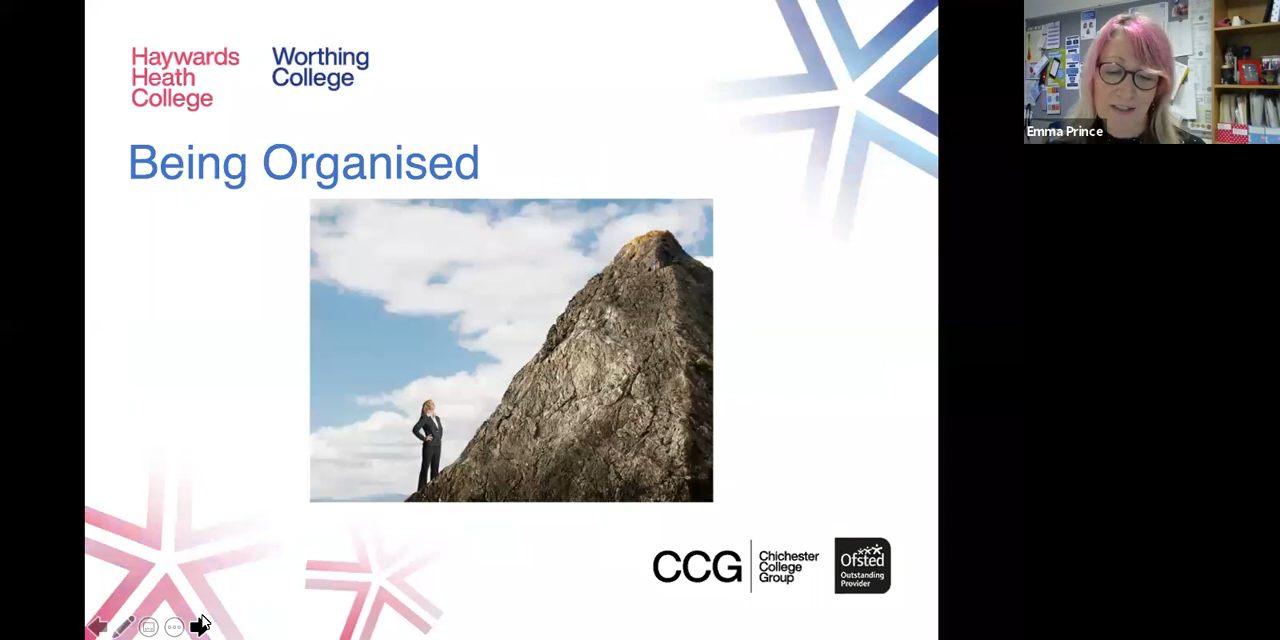 Haywards
Heath
College
Worthing
College
Being Organised
Emma Prince
CCG
Chichester
College
Group
Ofsted
Outstanding
Provider